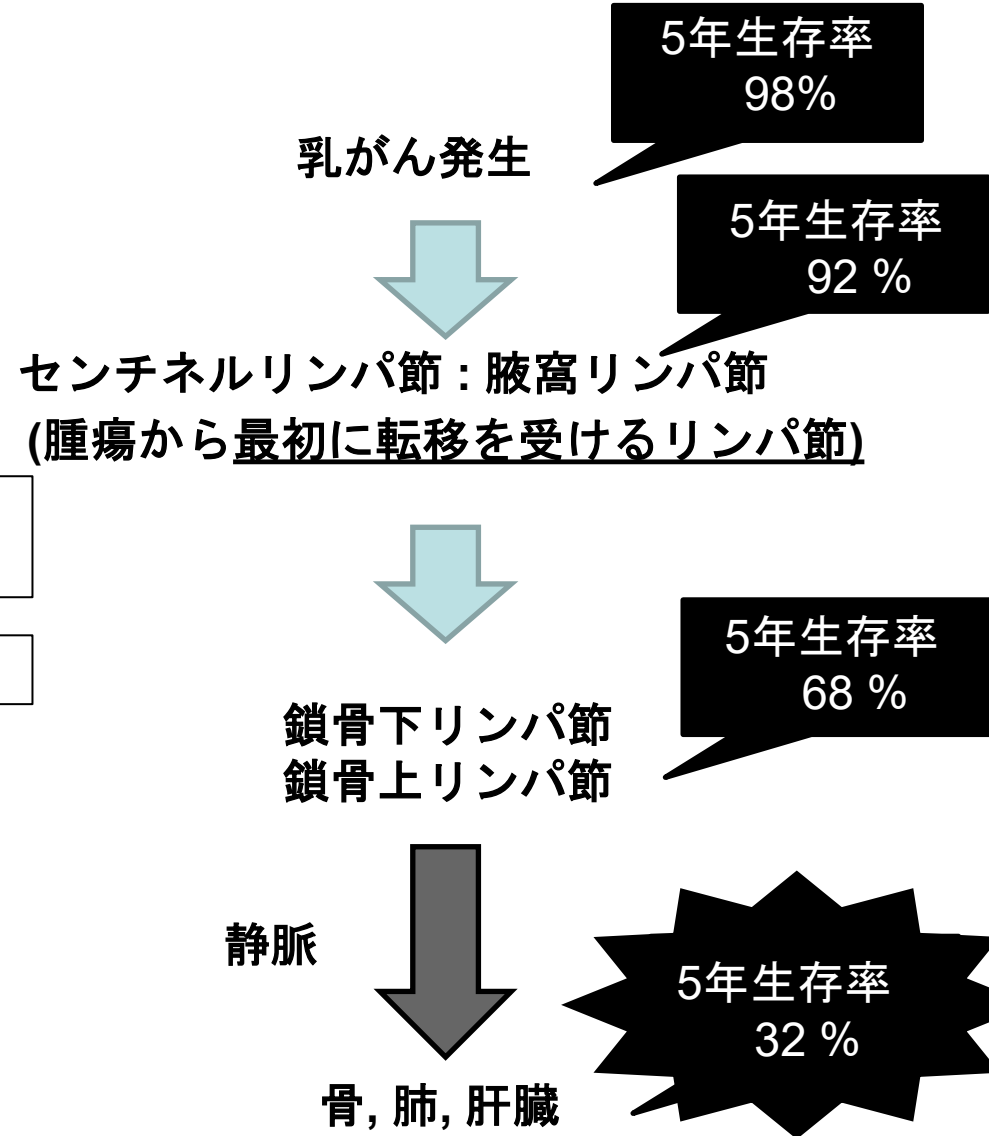 5年生存率
98%
乳がん発生
5年生存率
92 %
センチネルリンパ節 : 腋窩リンパ節
(腫瘍から最初に転移を受けるリンパ節)
5年生存率
68 %
鎖骨下リンパ節
鎖骨上リンパ節
静脈
5年生存率
32 %
骨, 肺, 肝臓